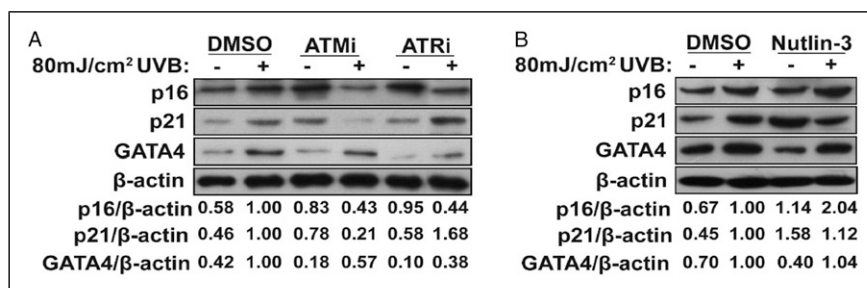 A
DMSO ATMi ATRi
80mJ/cm² UVB: - + - + - +
p16
p21
GATA4
β-actin
p16/β-actin 0.58 1.00 0.83 0.43 0.95 0.44
p21/β-actin 0.46 1.00 0.78 0.21 0.58 1.68
GATA4/β-actin 0.42 1.00 0.18 0.57 0.10 0.38
B
DMSO Nutlin-3
80mJ/cm² UVB: - + - +
p16
p21
GATA4
β-actin
p16/β-actin 0.67 1.00 1.14 2.04
p21/β-actin 0.45 1.00 1.58 1.12
GATA4/β-actin 0.70 1.00 0.40 1.04